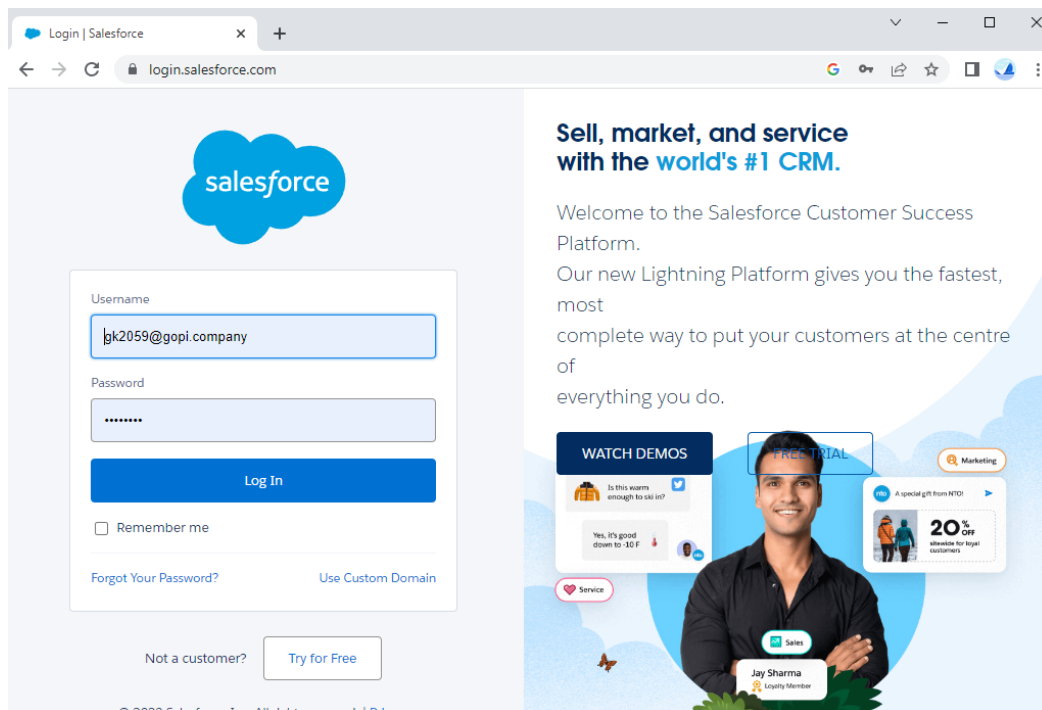 Login | Salesforce
login.salesforce.com
salesforce
Username
gk2059@gopi.company
Password
••••••••
Log In
Remember me
Forgot Your Password?
Use Custom Domain
Not a customer?
Try for Free
Sell, market, and service
with the world's #1 CRM.
Welcome to the Salesforce Customer Success
Platform.
Our new Lightning Platform gives you the fastest,
most
complete way to put your customers at the centre
of
everything you do.
WATCH DEMOS
FREE TRIAL
Marketing
Is this warm
enough to ski in?
nto
A special gift from NTO!
Yes, it's good
down to -10 F
20% OFF
sitewide for loyal
customers
Service
Sales
Jay Sharma
Loyalty Member